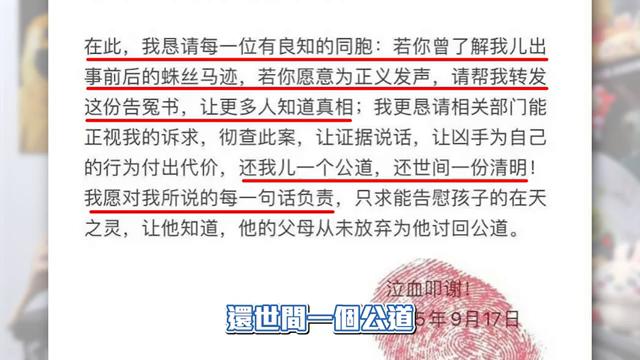 在此，我恳请每一位有良知的同胞：若你曾了解我儿出
事前后的蛛丝马迹，若你愿意为正义发声，请帮我转发
这份告冤书，让更多人知道真相；我更恳请相关部门能
正视我的诉求，彻查此案，让证据说话，让凶手为自己
的行为付出代价，还我儿一个公道，还世间一份清明！
我愿对我所说的每一句话负责，只求能告慰孩子的在天
之灵，让他知道，他的父母从未放弃为他讨回公道。
泣血叩谢！
5年9月17日
還世間一個公道